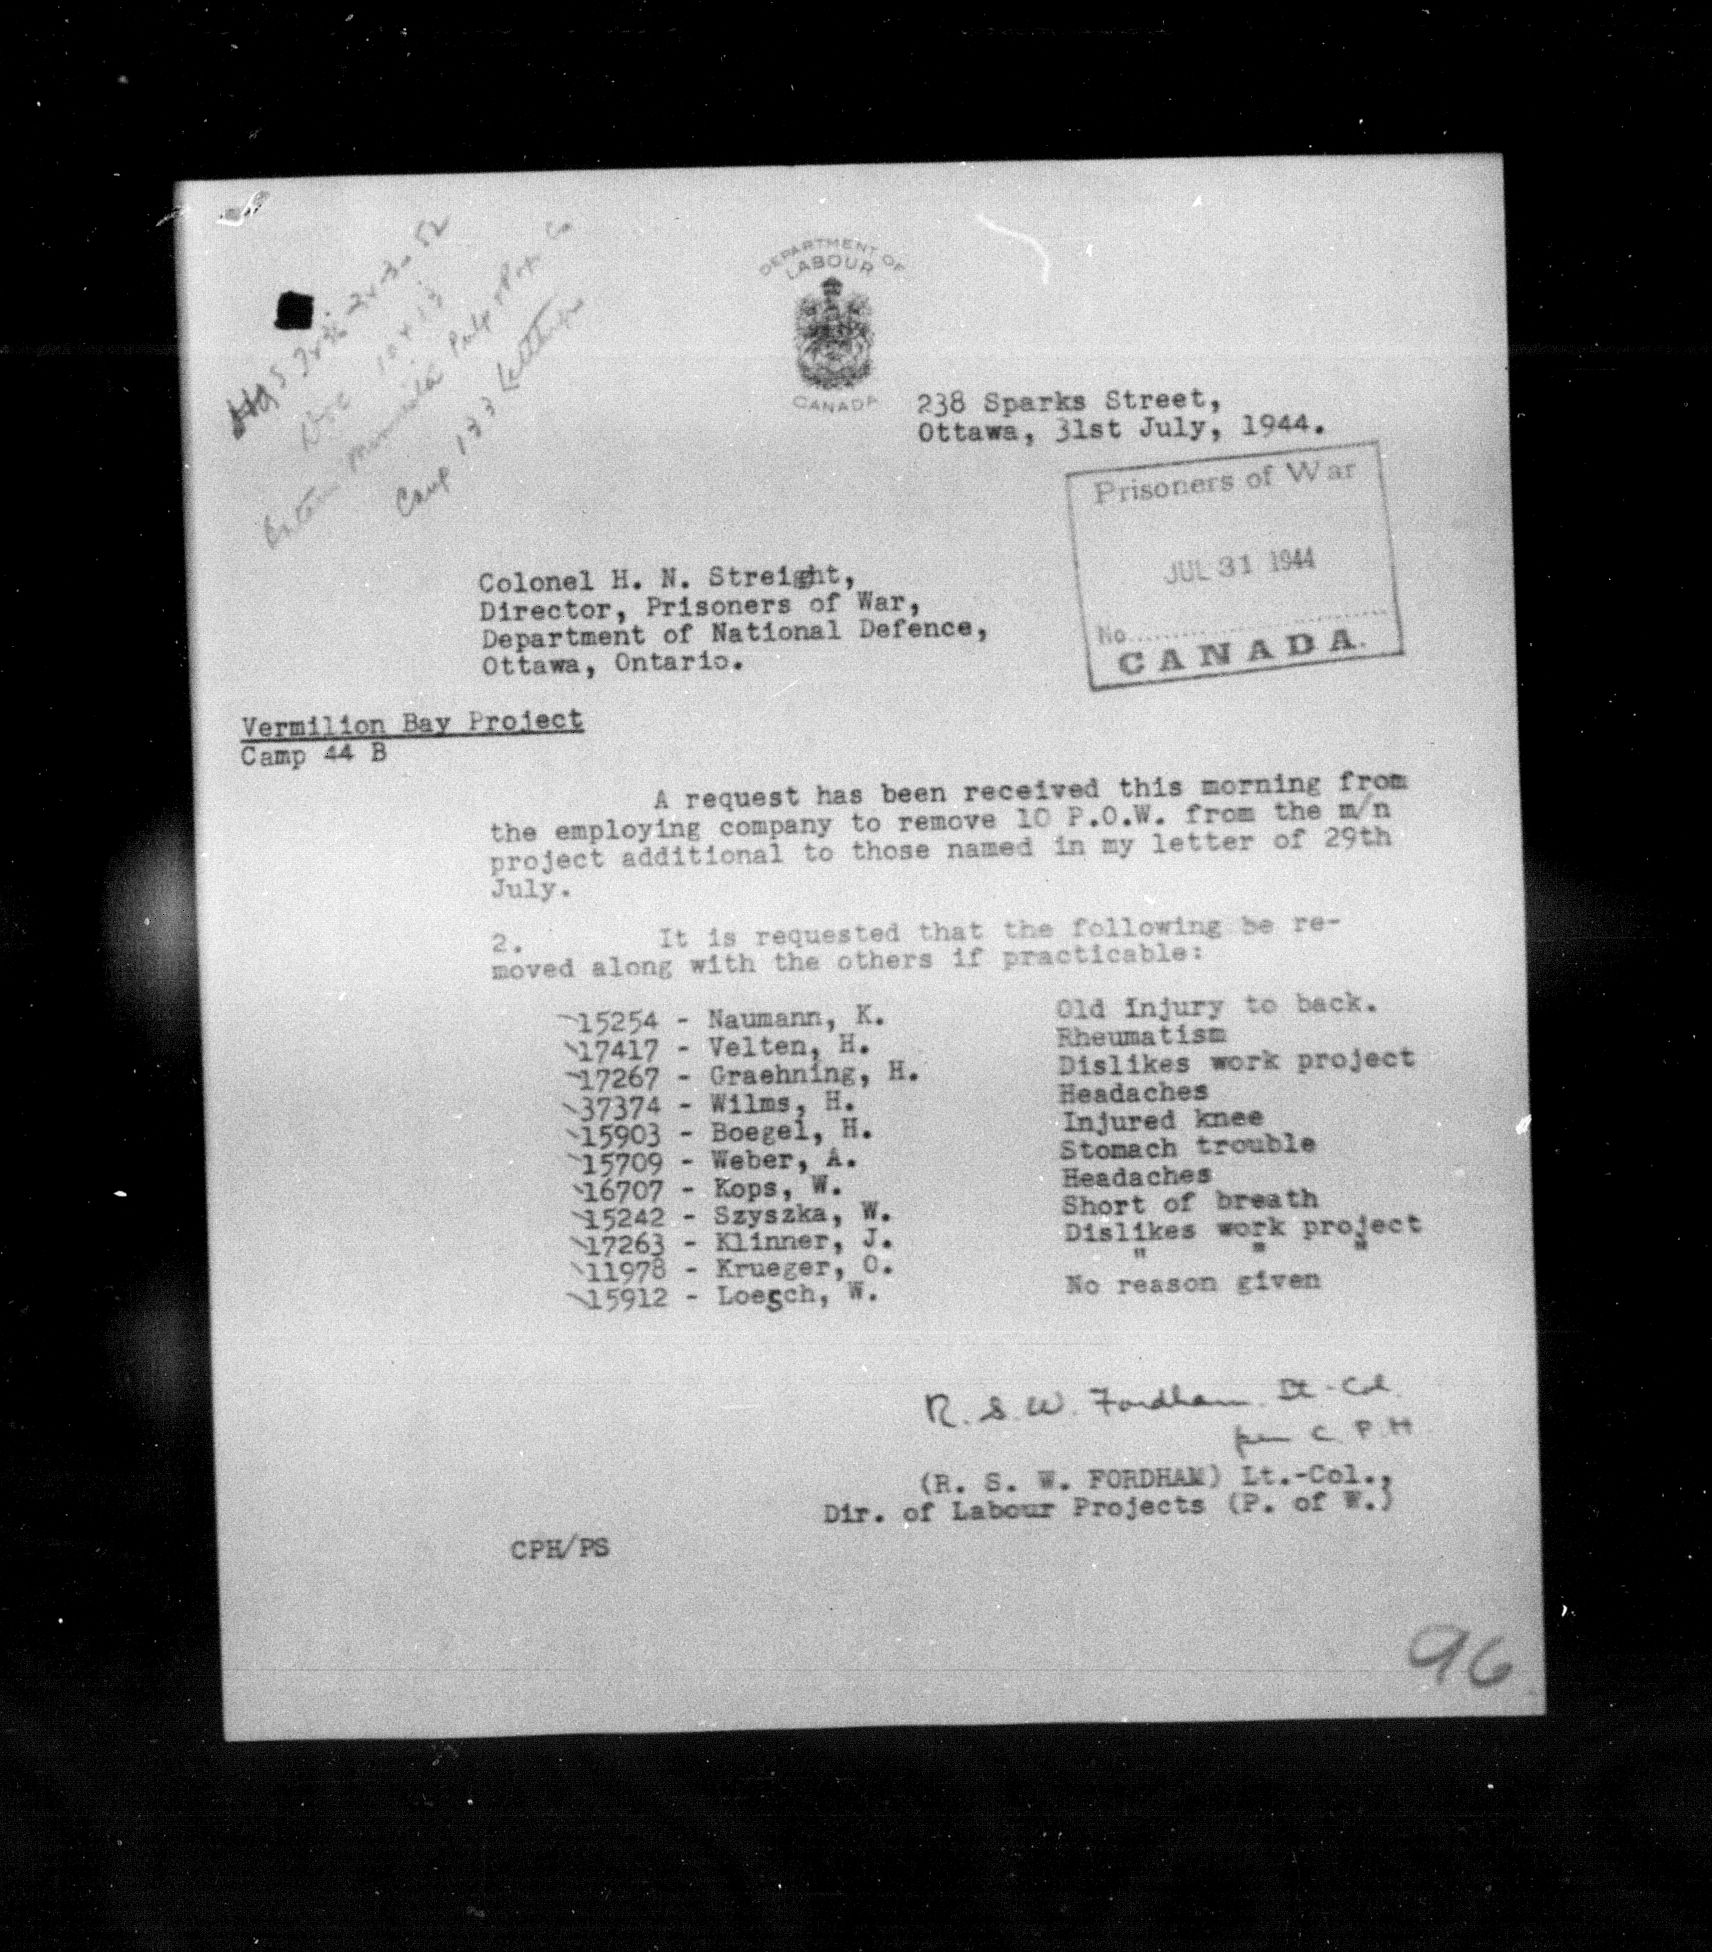 DEPARTMENT OF
LABOUR
CANADA
Camp 133
238 Sparks Street,
Ottawa, 31st July, 1944.
Prisoners of War
JUL 31 1944
No
CANADA.
Colonel H. N. Streight,
Director, Prisoners of War,
Department of National Defence,
Ottawa, Ontario.
Vermilion Bay Project
Camp 44 B
A request has been received this morning from
the employing company to remove 10 P.O.W. from the m/n
project additional to those named in my letter of 29th
July.
2. It is requested that the following be re-
moved along with the others if practicable:
15254 - Naumann, K. Old injury to back.
17417 - Velten, H. Rheumatism
17267 - Graehning, H. Dislikes work project
37374 - Wilms, H. Headaches
15903 - Boegel, H. Injured knee
15709 - Weber, A. Stomach trouble
16707 - Kops, W. Headaches
15242 - Szyszka, W. Short of breath
17263 - Klinner, J. Dislikes work project
11978 - Krueger, O. " " "
15912 - Loesch, W. No reason given
R. S. W. Fordham Lt-Col.
per C. P. H
(R. S. W. FORDHAM) Lt.-Col.,
Dir. of Labour Projects (P. of W.)
CPH/PS
96